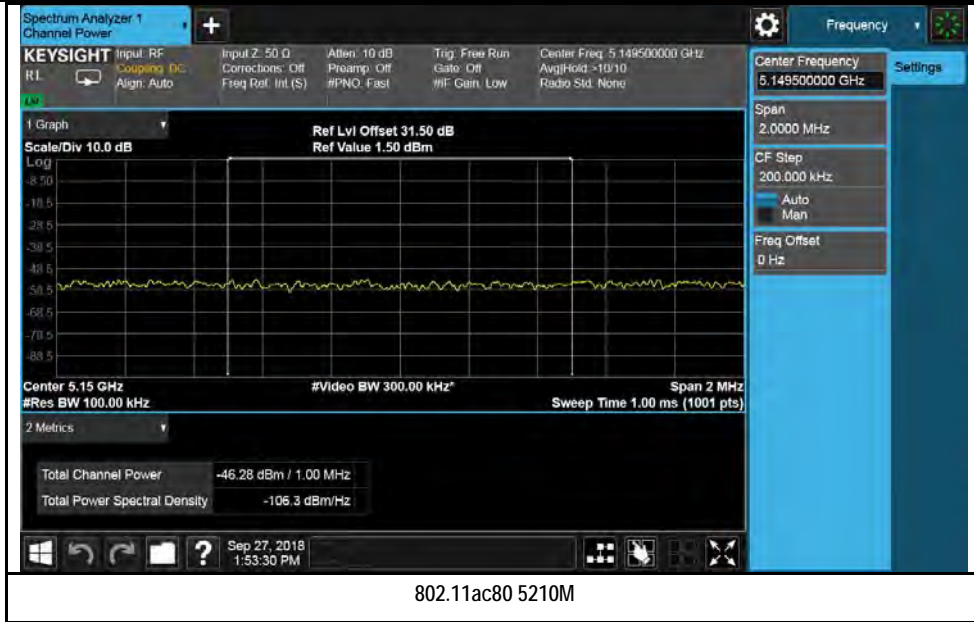 Spectrum Analyzer 1
Channel Power
+
Frequency
KEYSIGHT
RL
Input: RF
Coupling: DC
Align: Auto
Input Z: 50 Ω
Corrections: Off
Freq Ref: Int (S)
Atten: 10 dB
Preamp: Off
#PNO: Fast
Trig: Free Run
Gate: Off
#IF Gain: Low
Center Freq: 5.149500000 GHz
Avg|Hold: >10/10
Radio Std: None
Center Frequency
5.149500000 GHz
Settings
Span
2.0000 MHz
CF Step
200.000 kHz
Auto
Man
Freq Offset
0 Hz
1 Graph
Scale/Div 10.0 dB
Ref Lvl Offset 31.50 dB
Ref Value 1.50 dBm
Log
-8.50
-18.5
-28.5
-38.5
-48.5
-58.5
-68.5
-78.5
-88.5
Center 5.15 GHz
#Video BW 300.00 kHz*
Span 2 MHz
#Res BW 100.00 kHz
Sweep Time 1.00 ms (1001 pts)
2 Metrics
Total Channel Power -46.28 dBm / 1.00 MHz
Total Power Spectral Density -106.3 dBm/Hz
?
Sep 27, 2018
1:53:30 PM
802.11ac80 5210M